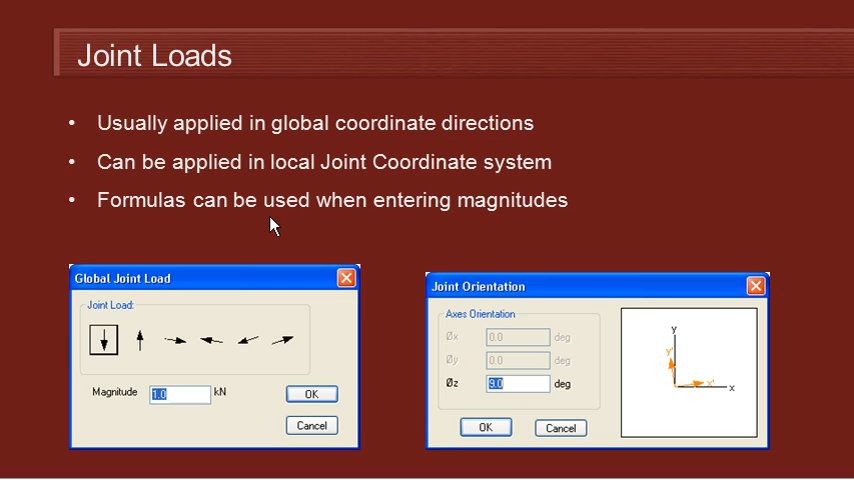 Joint Loads
• Usually applied in global coordinate directions
• Can be applied in local Joint Coordinate system
• Formulas can be used when entering magnitudes
Global Joint Load
Joint Load:
Magnitude 1.0 kN
OK
Cancel
Joint Orientation
Axes Orientation
Øx 0.0 deg
Øy 0.0 deg
Øz 9.0 deg
OK Cancel
y
y'
x'
x